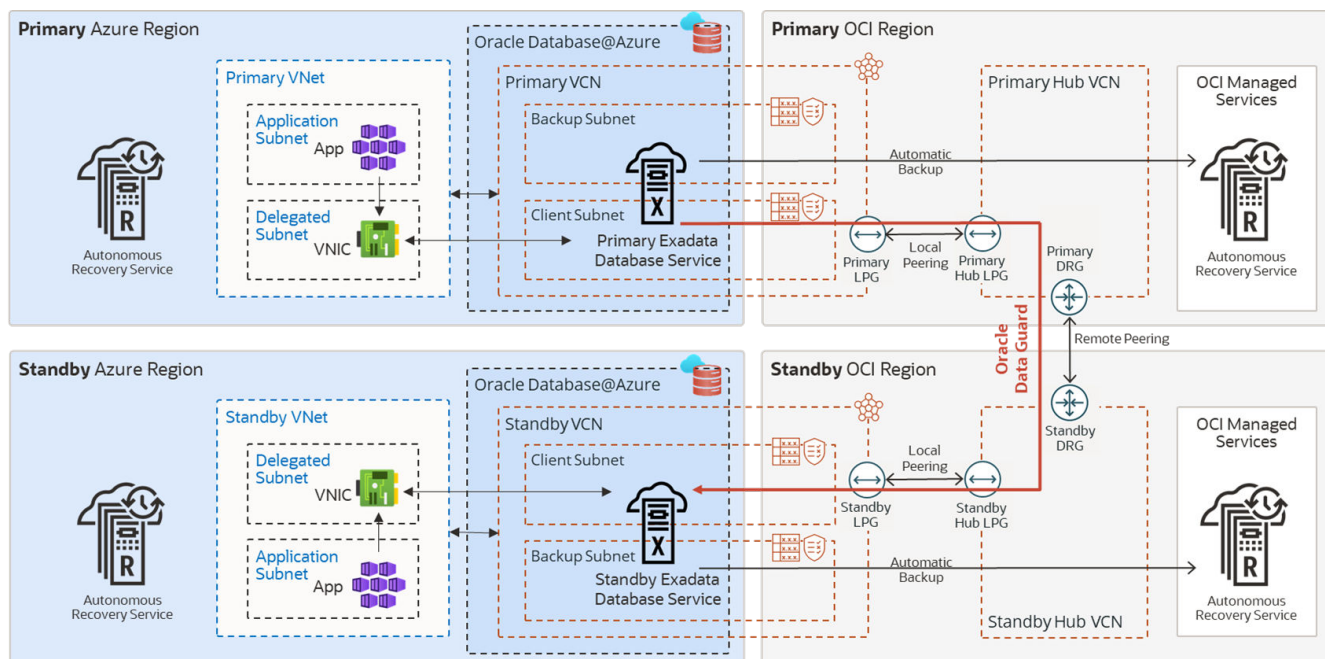 Primary Azure Region
Oracle Database@Azure
Primary VNet
Application
Subnet
App
Delegated
Subnet
VNIC
Autonomous
Recovery Service
R
Primary VCN
Backup Subnet
Client Subnet
X
Primary Exadata
Database Service
Primary OCI Region
Primary Hub VCN
OCI Managed
Services
Automatic
Backup
R
Autonomous
Recovery Service
Primary
LPG
Local
Peering
Primary
Hub LPG
Primary
DRG
Oracle
Data Guard
Remote Peering
Standby Azure Region
Oracle Database@Azure
Standby VNet
Delegated
Subnet
VNIC
Application
Subnet
App
R
Autonomous
Recovery Service
Standby VCN
Client Subnet
Backup Subnet
X
Standby Exadata
Database Service
Standby OCI Region
Standby
DRG
OCI Managed
Services
Local
Peering
Standby
LPG
Standby
Hub LPG
Automatic
Backup
Standby Hub VCN
R
Autonomous
Recovery Service